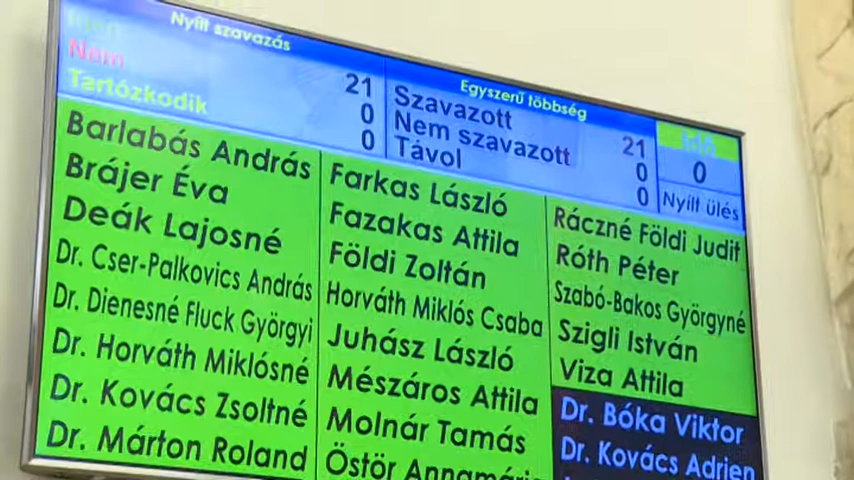 Nyílt szavazás
Igen 21
Nem 0
Tartózkodik 0
Egyszerű többség
Szavazott 21
Nem szavazott 0
Távol 0
Idő
0
Nyílt ülés
Barlabás András
Brájer Éva
Deák Lajosné
Dr. Cser-Palkovics András
Dr. Dienesné Fluck Györgyi
Dr. Horváth Miklósné
Dr. Kovács Zsoltné
Dr. Márton Roland
Farkas László
Fazakas Attila
Földi Zoltán
Horváth Miklós Csaba
Juhász László
Mészáros Attila
Molnár Tamás
Östör Annamária
Ráczné Földi Judit
Róth Péter
Szabó-Bakos Györgyné
Szigli István
Viza Attila
Dr. Bóka Viktor
Dr. Kovács Adrien